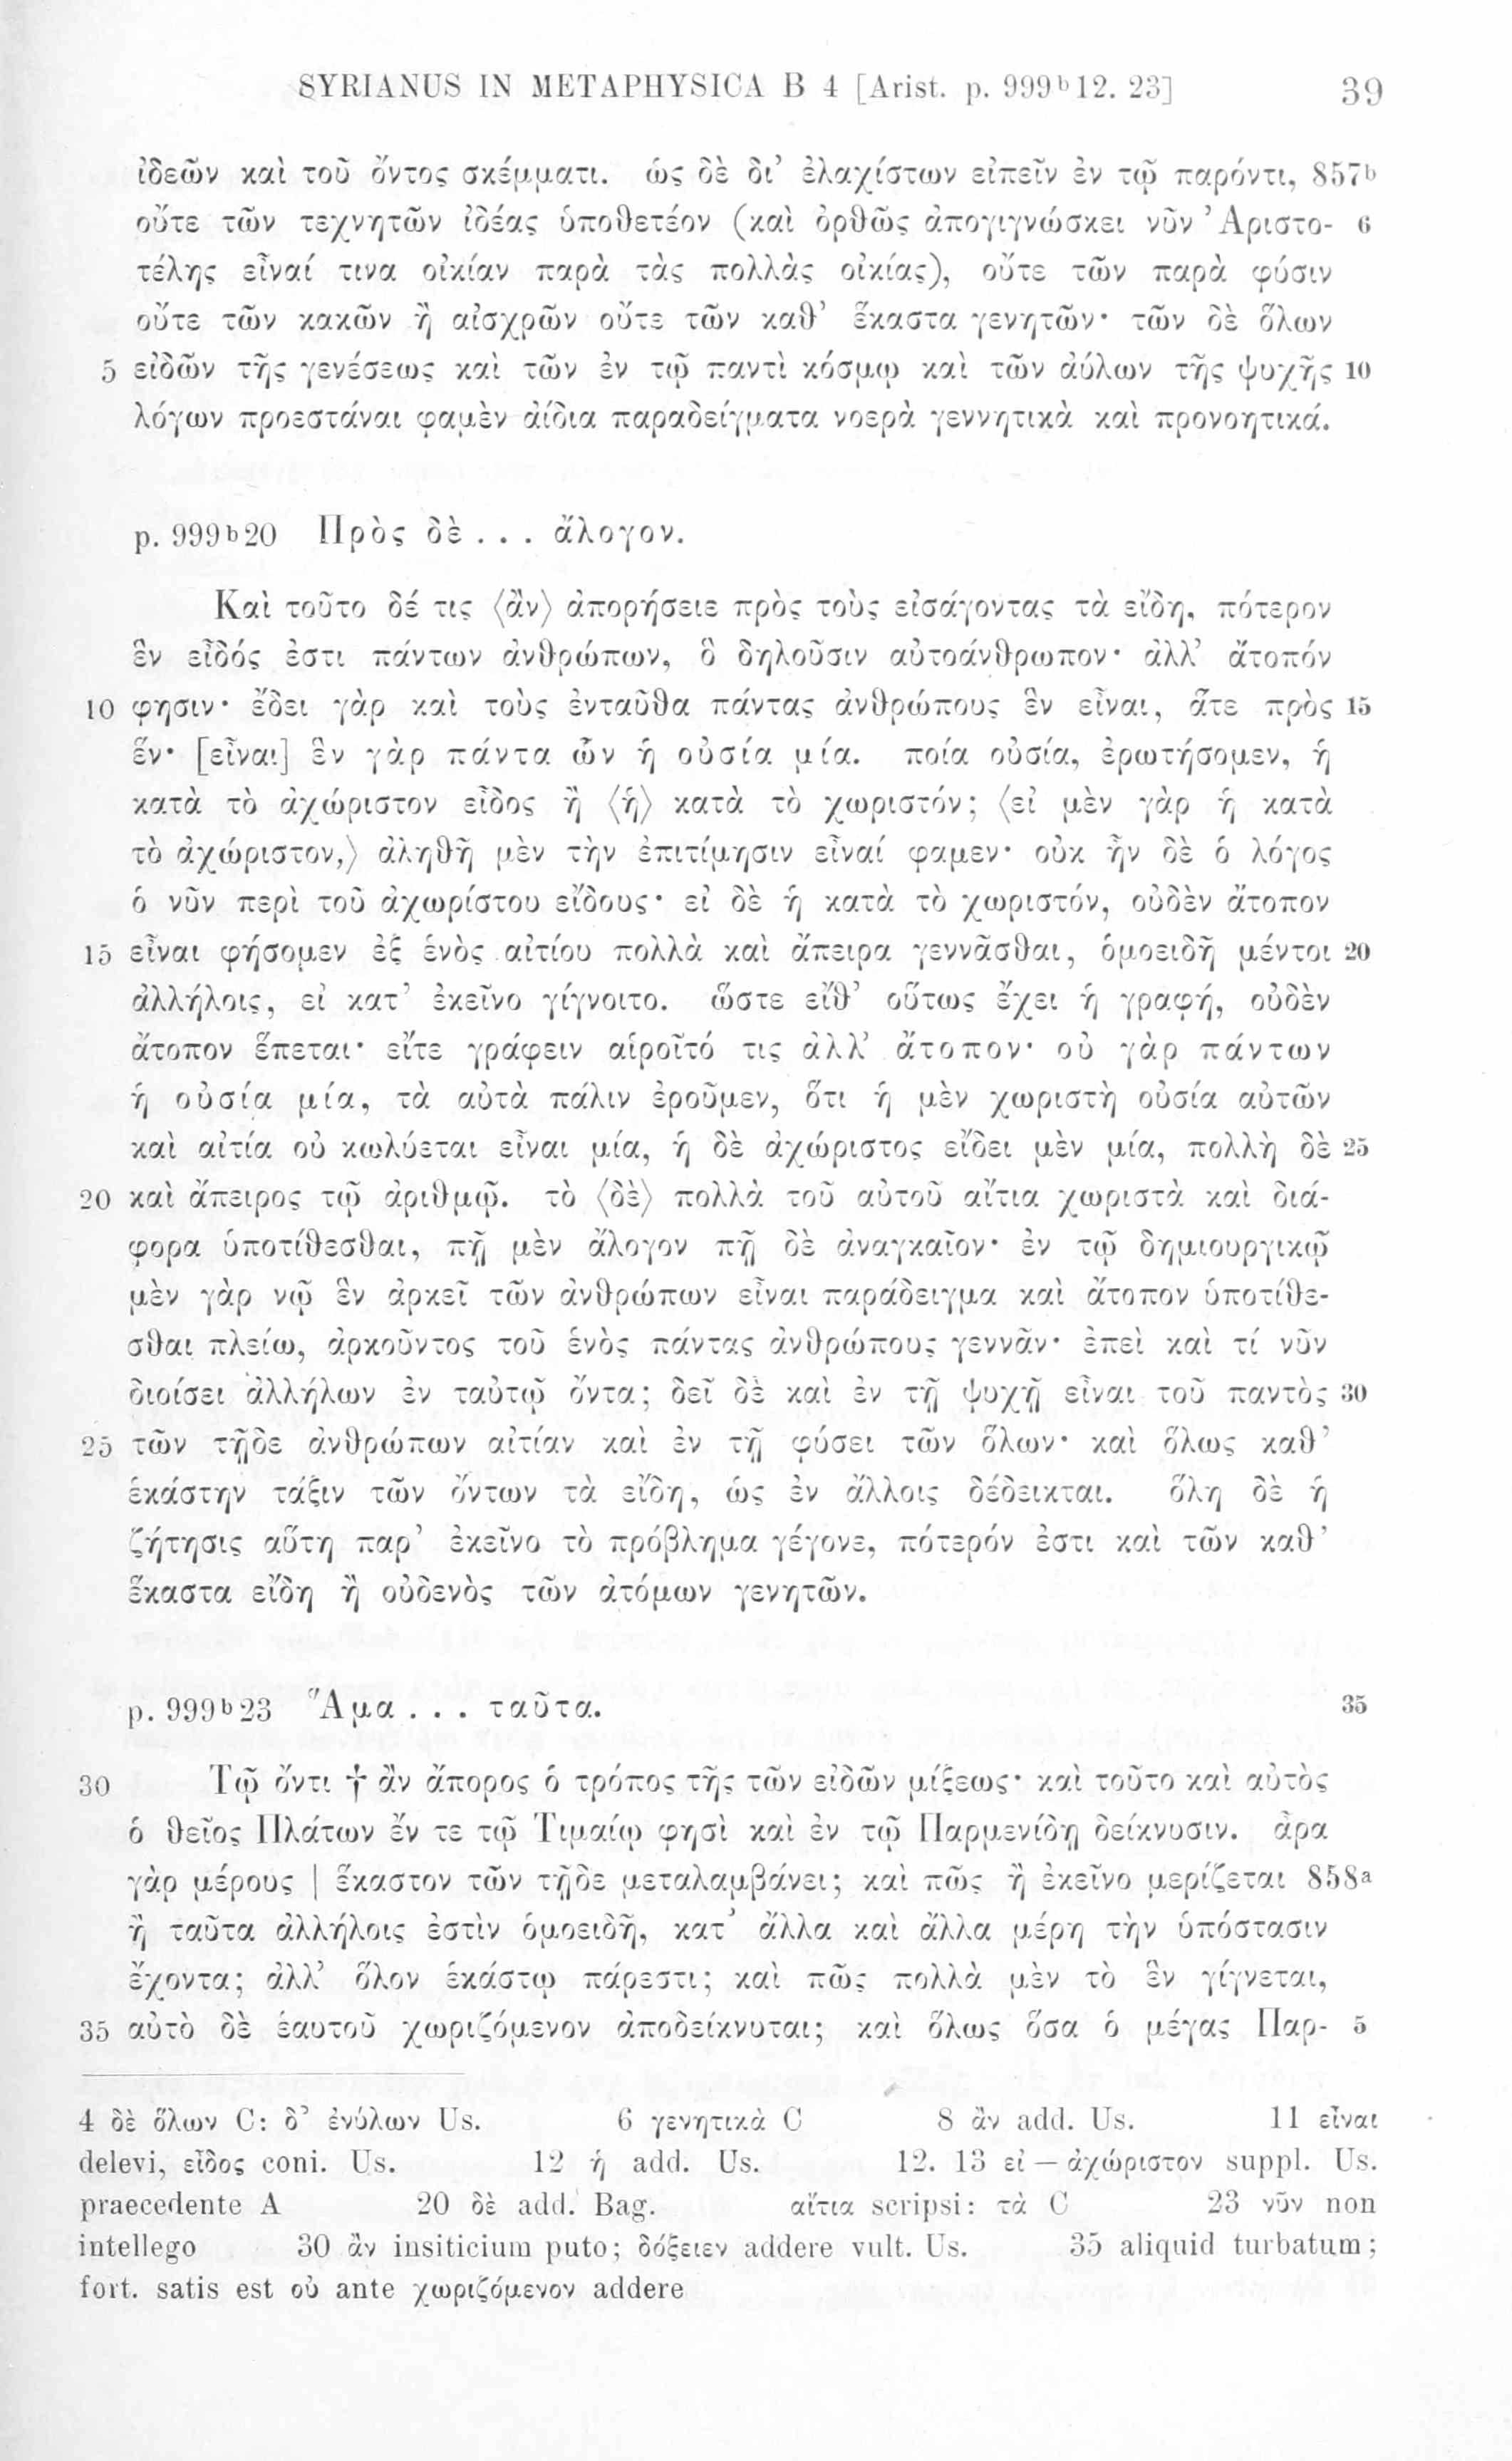 SYRIANUS IN METAPHYSICA B 4 [Arist. p. 999ᵇ12. 23] 39
ἰδεῶν καὶ τοῦ ὄντος σκέμματι. ὡς δὲ δι' ἐλαχίστων εἰπεῖν ἐν τῷ παρόντι, 857ᵇ
οὔτε τῶν τεχνητῶν ἰδέας ὑποθετέον (καὶ ὀρθῶς ἀπογιγνώσκει νῦν Ἀριστο- 6
τέλης εἶναί τινα οἰκίαν παρὰ τὰς πολλὰς οἰκίας), οὔτε τῶν παρὰ φύσιν
οὔτε τῶν κακῶν ἢ αἰσχρῶν οὔτε τῶν καθ' ἕκαστα γενητῶν· τῶν δὲ ὅλων
5 εἰδῶν τῆς γενέσεως καὶ τῶν ἐν τῷ παντὶ κόσμῳ καὶ τῶν ἀύλων τῆς ψυχῆς 10
λόγων προεστάναι φαμὲν ἀίδια παραδείγματα νοερὰ γεννητικὰ καὶ προνοητικά.
p. 999ᵇ20 Πρὸς δὲ . . . ἄλογον.
Καὶ τοῦτο δέ τις ⟨ἂν⟩ ἀπορήσειε πρὸς τοὺς εἰσάγοντας τὰ εἴδη, πότερον
ἓν εἶδός ἐστι πάντων ἀνθρώπων, ὃ δηλοῦσιν αὐτοάνθρωπον· ἀλλ' ἄτοπόν
10 φησιν· ἔδει γὰρ καὶ τοὺς ἐνταῦθα πάντας ἀνθρώπους ἓν εἶναι, ἅτε πρὸς 15
ἕν· [εἶναι] ἓν γὰρ πάντα ὧν ἡ οὐσία μία. ποία οὐσία, ἐρωτήσομεν, ἡ
κατὰ τὸ ἀχώριστον εἶδος ἢ ⟨ἡ⟩ κατὰ τὸ χωριστόν; ⟨εἰ μὲν γὰρ ἡ κατὰ
τὸ ἀχώριστον,⟩ ἀληθῆ μὲν τὴν ἐπιτίμησιν εἶναί φαμεν· οὐκ ἦν δὲ ὁ λόγος
ὁ νῦν περὶ τοῦ ἀχωρίστου εἴδους· εἰ δὲ ἡ κατὰ τὸ χωριστόν, οὐδὲν ἄτοπον
15 εἶναι φήσομεν ἐξ ἑνὸς αἰτίου πολλὰ καὶ ἄπειρα γεννᾶσθαι, ὁμοειδῆ μέντοι 20
ἀλλήλοις, εἰ κατ' ἐκεῖνο γίγνοιτο. ὥστε εἴθ' οὕτως ἔχει ἡ γραφή, οὐδὲν
ἄτοπον ἕπεται· εἴτε γράφειν αἱροῖτό τις ἀλλ' ἄτοπον· οὐ γὰρ πάντων
ἡ οὐσία μία, τὰ αὐτὰ πάλιν ἐροῦμεν, ὅτι ἡ μὲν χωριστὴ οὐσία αὐτῶν
καὶ αἰτία οὐ κωλύεται εἶναι μία, ἡ δὲ ἀχώριστος εἴδει μὲν μία, πολλὴ δὲ 25
20 καὶ ἄπειρος τῷ ἀριθμῷ. τὸ ⟨δὲ⟩ πολλὰ τοῦ αὐτοῦ αἴτια χωριστὰ καὶ διά-
φορα ὑποτίθεσθαι, πῇ μὲν ἄλογον πῇ δὲ ἀναγκαῖον· ἐν τῷ δημιουργικῷ
μὲν γὰρ νῷ ἓν ἀρκεῖ τῶν ἀνθρώπων εἶναι παράδειγμα καὶ ἄτοπον ὑποτίθε-
σθαι πλείω, ἀρκοῦντος τοῦ ἑνὸς πάντας ἀνθρώπους γεννᾶν· ἐπεὶ καὶ τί νῦν
διοίσει ἀλλήλων ἐν ταὐτῷ ὄντα; δεῖ δὲ καὶ ἐν τῇ ψυχῇ εἶναι τοῦ παντὸς 30
25 τῶν τῇδε ἀνθρώπων αἰτίαν καὶ ἐν τῇ φύσει τῶν ὅλων· καὶ ὅλως καθ'
ἑκάστην τάξιν τῶν ὄντων τὰ εἴδη, ὡς ἐν ἄλλοις δέδεικται. ὅλη δὲ ἡ
ζήτησις αὕτη παρ' ἐκεῖνο τὸ πρόβλημα γέγονε, πότερόν ἐστι καὶ τῶν καθ'
ἕκαστα εἴδη ἢ οὐδενὸς τῶν ἀτόμων γενητῶν.
p. 999ᵇ23 Ἅμα . . . ταῦτα. 35
30 Τῷ ὄντι † ἂν ἄπορος ὁ τρόπος τῆς τῶν εἰδῶν μίξεως· καὶ τοῦτο καὶ αὐτὸς
ὁ θεῖος Πλάτων ἔν τε τῷ Τιμαίῳ φησὶ καὶ ἐν τῷ Παρμενίδῃ δείκνυσιν. ἆρα
γὰρ μέρους | ἕκαστον τῶν τῇδε μεταλαμβάνει; καὶ πῶς ἢ ἐκεῖνο μερίζεται 858ᵃ
ἢ ταῦτα ἀλλήλοις ἐστὶν ὁμοειδῆ, κατ' ἄλλα καὶ ἄλλα μέρη τὴν ὑπόστασιν
ἔχοντα; ἀλλ' ὅλον ἑκάστῳ πάρεστι; καὶ πῶς πολλὰ μὲν τὸ ἓν γίγνεται,
35 αὐτὸ δὲ ἑαυτοῦ χωριζόμενον ἀποδείκνυται; καὶ ὅλως ὅσα ὁ μέγας Παρ- 5
4 δὲ ὅλων C: δ' ἐνύλων Us. 6 γενητικὰ C 8 ἂν add. Us. 11 εἶναι
delevi, εἶδος coni. Us. 12 ἡ add. Us. 12. 13 εἰ — ἀχώριστον suppl. Us.
praecedente A 20 δὲ add. Bag. αἴτια scripsi: τὰ C 23 νῦν non
intellego 30 ἂν insiticium puto; δόξειεν addere vult. Us. 35 aliquid turbatum;
fort. satis est οὐ ante χωριζόμενον addere